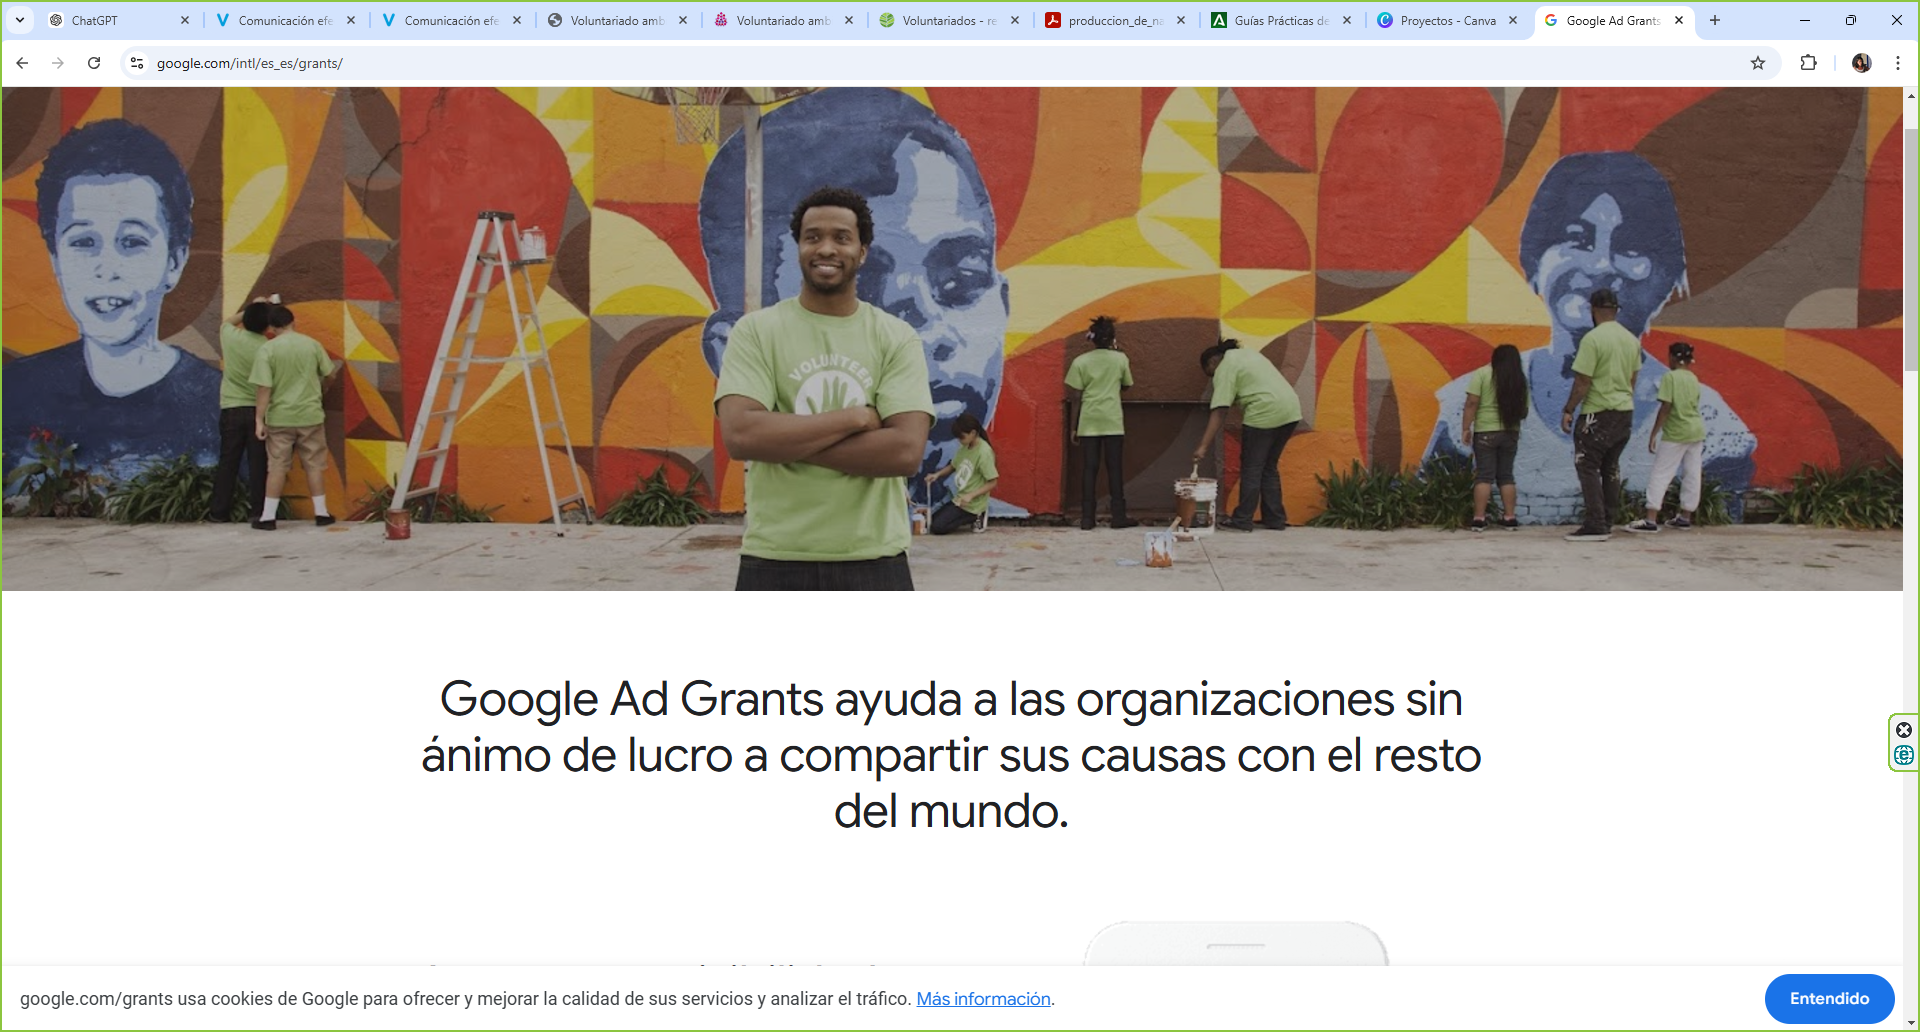 ChatGPT
Comunicación efe
Comunicación efe
Voluntariado amb
Voluntariado amb
Voluntariados - re
produccion_de_na
Guías Prácticas de
Proyectos - Canva
Google Ad Grants
google.com/intl/es_es/grants/
VOLUNTEER
Google Ad Grants ayuda a las organizaciones sin
ánimo de lucro a compartir sus causas con el resto
del mundo.
google.com/grants usa cookies de Google para ofrecer y mejorar la calidad de sus servicios y analizar el tráfico. Más información.
Entendido